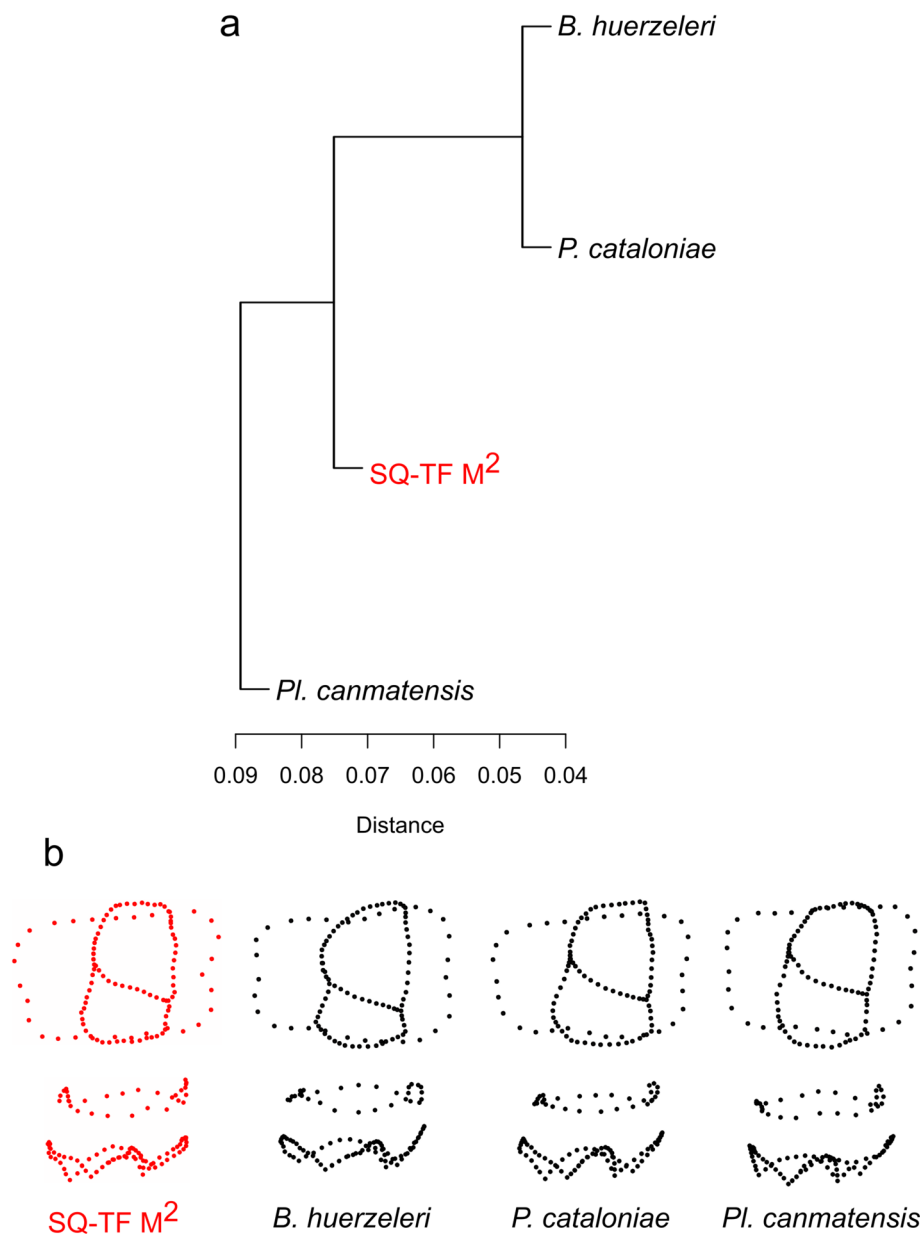 a
B. huerzeleri
P. cataloniae
SQ-TF M2
Pl. canmatensis
0.09 0.08 0.07 0.06 0.05 0.04
Distance
b
SQ-TF M2 B. huerzeleri P. cataloniae Pl. canmatensis